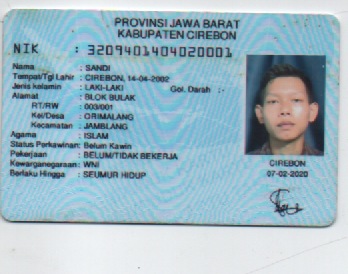 PROVINSI JAWA BARAT
KABUPATEN CIREBON
NIK : 3209401404020001
Nama : SANDI
Tempat/Tgl Lahir : CIREBON, 14-04-2002
Jenis kelamin : LAKI-LAKI Gol. Darah : -
Alamat : BLOK BULAK
RT/RW : 003/001
Kel/Desa : ORIMALANG
Kecamatan : JAMBLANG
Agama : ISLAM
Status Perkawinan: Belum Kawin
Pekerjaan : BELUM/TIDAK BEKERJA
Kewarganegaraan: WNI
Berlaku Hingga : SEUMUR HIDUP
CIREBON
07-02-2020